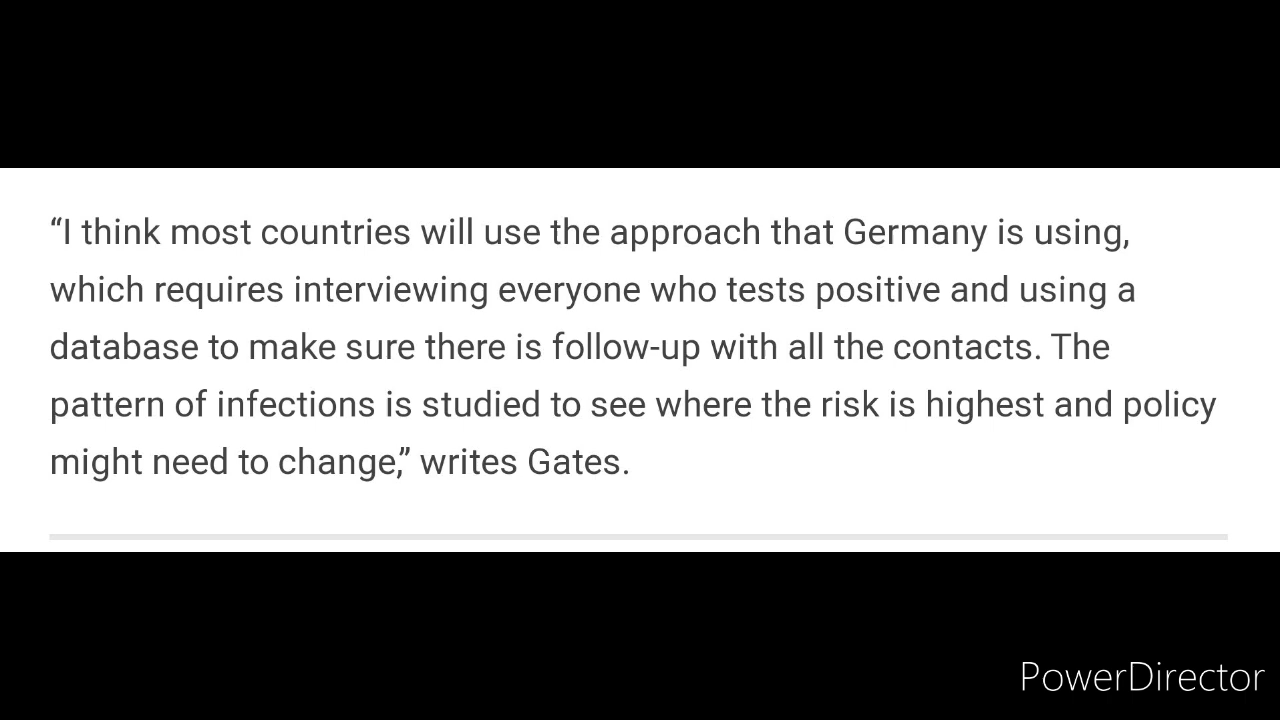 “I think most countries will use the approach that Germany is using,
which requires interviewing everyone who tests positive and using a
database to make sure there is follow-up with all the contacts. The
pattern of infections is studied to see where the risk is highest and policy
might need to change,” writes Gates.
PowerDirector